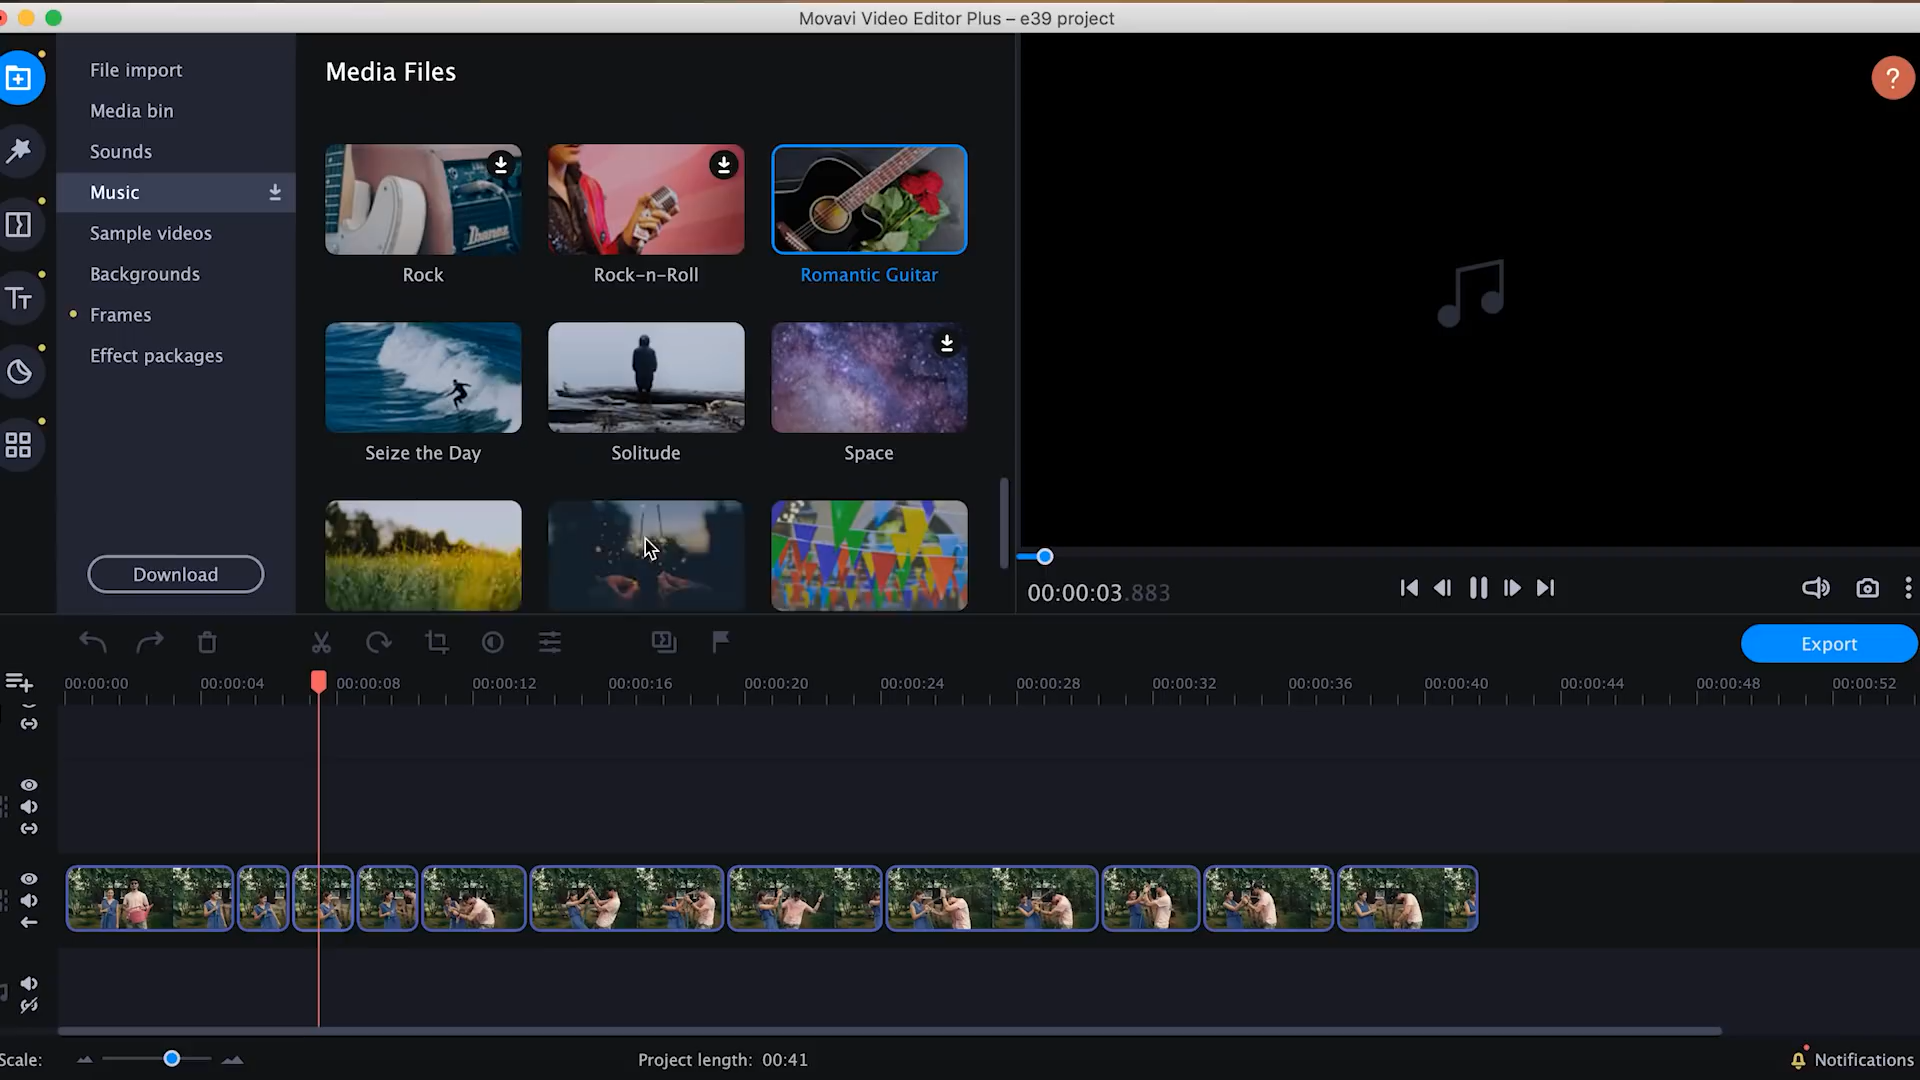 Movavi Video Editor Plus – e39 project
File import
Media bin
Sounds
Music
Sample videos
Backgrounds
Frames
Effect packages
Download
Media Files
Ibanez
Rock
Rock-n-Roll
Romantic Guitar
Seize the Day
Solitude
Space
?
00:00:03.883
Tт
Export
00:00:00 00:00:04 00:00:08 00:00:12 00:00:16 00:00:20 00:00:24 00:00:28 00:00:32 00:00:36 00:00:40 00:00:44 00:00:48 00:00:52
Scale:
Project length: 00:41
Notifications